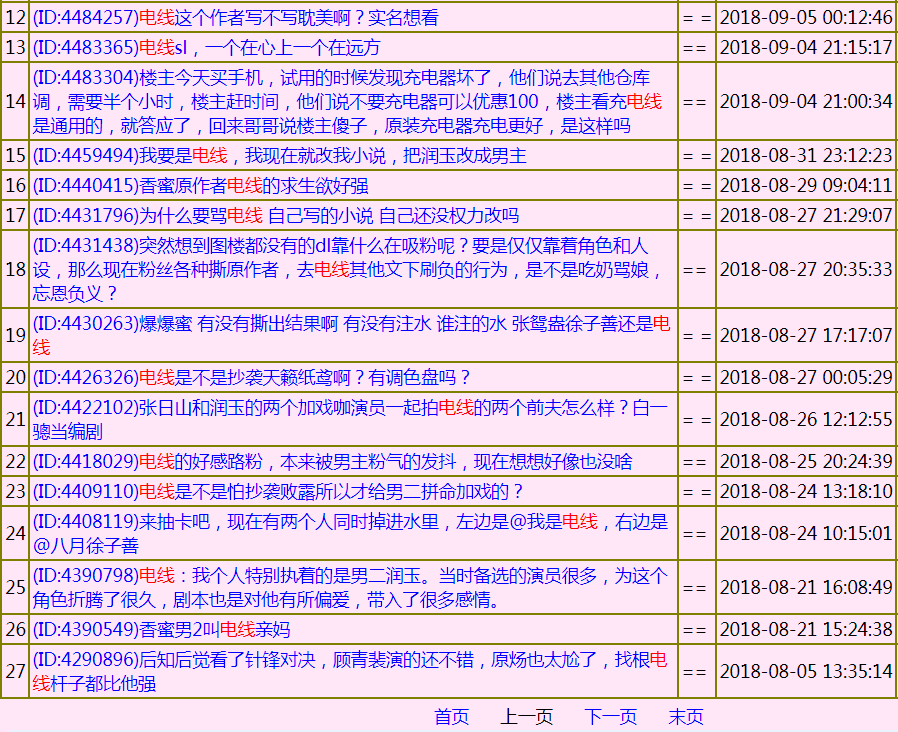 12 (ID:4484257)电线这个作者写不写耽美啊？实名想看 = = 2018-09-05 00:12:46
13 (ID:4483365)电线sl，一个在心上一个在远方 == 2018-09-04 21:15:17
(ID:4483304)楼主今天买手机，试用的时候发现充电器坏了，他们说去其他仓库
14 调，需要半个小时，楼主赶时间，他们说不要充电器可以优惠100，楼主看充电线 == 2018-09-04 21:00:34
是通用的，就答应了，回来哥哥说楼主傻子，原装充电器充电更好，是这样吗
15 (ID:4459494)我要是电线，我现在就改我小说，把润玉改成男主 = = 2018-08-31 23:12:23
16 (ID:4440415)香蜜原作者电线的求生欲好强 = = 2018-08-29 09:04:11
17 (ID:4431796)为什么要骂电线 自己写的小说 自己还没权力改吗 = = 2018-08-27 21:29:07
(ID:4431438)突然想到图楼都没有的dl靠什么在吸粉呢？要是仅仅靠着角色和人
18 设，那么现在粉丝各种撕原作者，去电线其他文下刷负的行为，是不是吃奶骂娘， == 2018-08-27 20:35:33
忘恩负义？
19 (ID:4430263)爆爆蜜 有没有撕出结果啊 有没有注水 谁注的水 张鸳盎徐子善还是电 = = 2018-08-27 17:17:07
线
20 (ID:4426326)电线是不是抄袭天籁纸鸢啊？有调色盘吗？ = = 2018-08-27 00:05:29
21 (ID:4422102)张日山和润玉的两个加戏咖演员一起拍电线的两个前夫怎么样？白一 = = 2018-08-26 12:12:55
骢当编剧
22 (ID:4418029)电线的好感路粉，本来被男主粉气的发抖，现在想想好像也没啥 == 2018-08-25 20:24:39
23 (ID:4409110)电线是不是怕抄袭败露所以才给男二拼命加戏的？ = = 2018-08-24 13:18:10
24 (ID:4408119)来抽卡吧，现在有两个人同时掉进水里，左边是@我是电线，右边是 == 2018-08-24 10:15:01
@八月徐子善
25 (ID:4390798)电线：我个人特别执着的是男二润玉。当时备选的演员很多，为这个 == 2018-08-21 16:08:49
角色折腾了很久，剧本也是对他有所偏爱，带入了很多感情。
26 (ID:4390549)香蜜男2叫电线亲妈 == 2018-08-21 15:24:38
27 (ID:4290896)后知后觉看了针锋对决，顾青裴演的还不错，原炀也太尬了，找根电 == 2018-08-05 13:35:14
线杆子都比他强
首页 上一页 下一页 末页